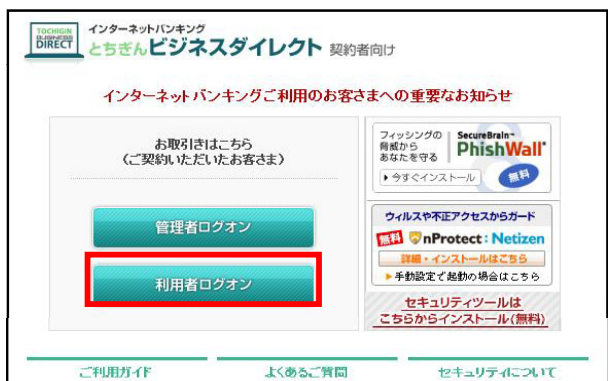 TOCHIGIN BUSINESS DIRECT
インターネットバンキング
とちぎんビジネスダイレクト 契約者向け
インターネットバンキングご利用のお客さまへの重要なお知らせ
お取引きはこちら
（ご契約いただいたお客さま）
管理者ログオン
利用者ログオン
フィッシングの
脅威から
あなたを守る
SecureBrain
PhishWall
今すぐインストール
無料
ウィルスや不正アクセスからガード
無料 nProtect : Netizen
詳細・インストールはこちら
手動設定で起動の場合はこちら
セキュリティツールは
こちらからインストール(無料)
ご利用ガイド よくあるご質問 セキュリティについて